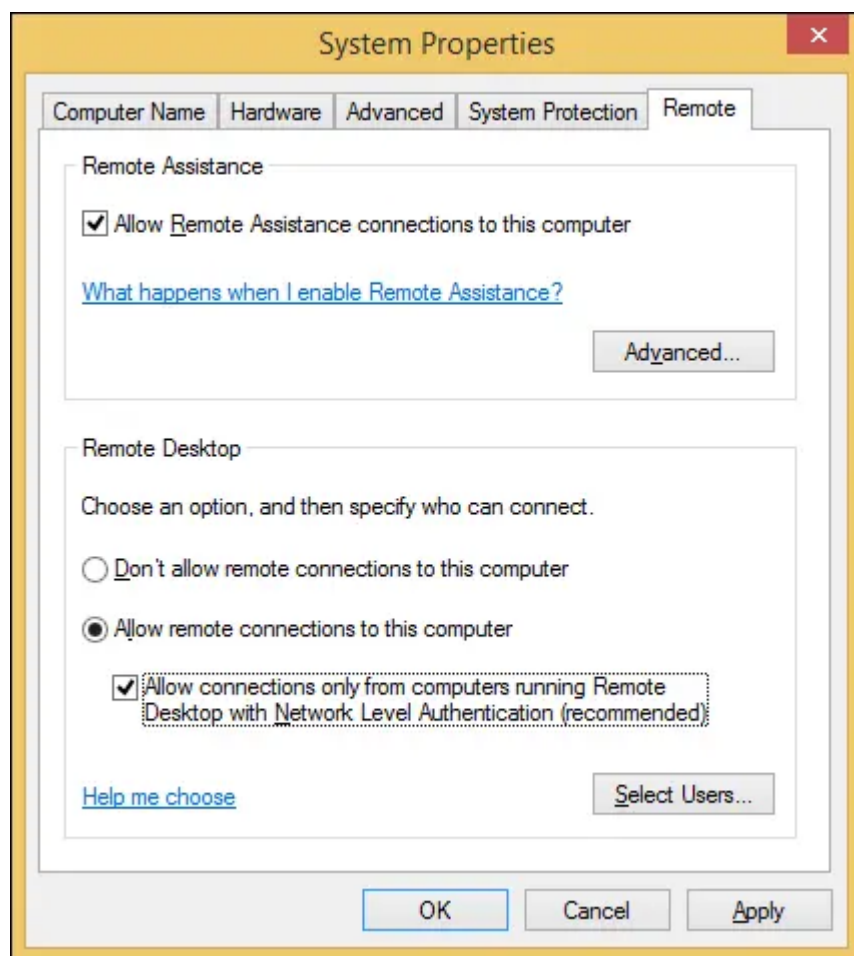 System Properties
Computer Name Hardware Advanced System Protection Remote
Remote Assistance
Allow Remote Assistance connections to this computer
What happens when I enable Remote Assistance?
Advanced...
Remote Desktop
Choose an option, and then specify who can connect.
Don't allow remote connections to this computer
Allow remote connections to this computer
Allow connections only from computers running Remote
Desktop with Network Level Authentication (recommended)
Help me choose
Select Users...
OK Cancel Apply